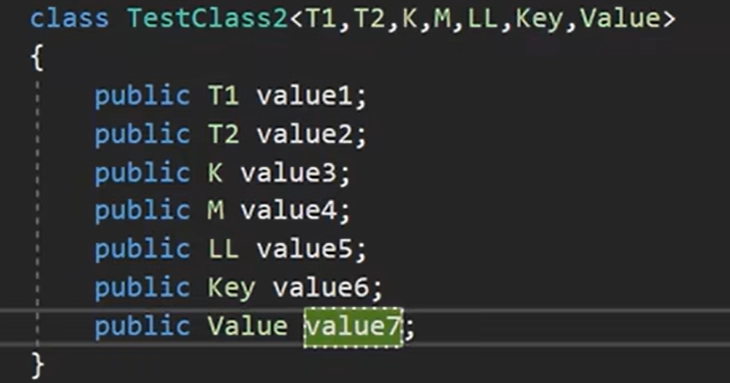 class TestClass2<T1,T2,K,M,LL,Key,Value>
{
public T1 value1;
public T2 value2;
public K value3;
public M value4;
public LL value5;
public Key value6;
public Value value7;
}